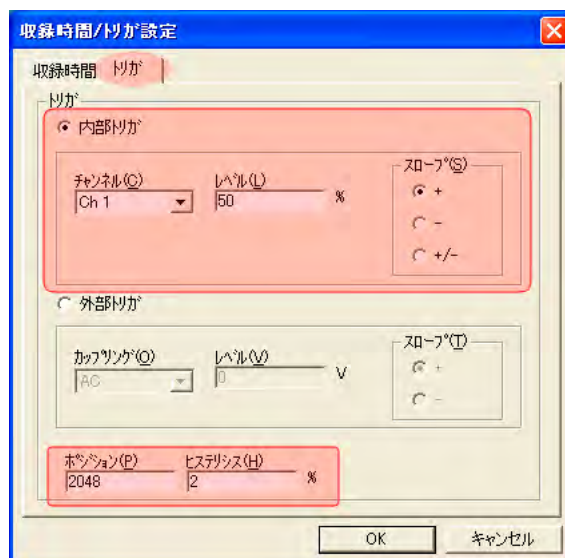 収録時間/トリガ設定
収録時間 トリガ
トリガ
内部トリガ
チャンネル(C) レベル(L) スロープ(S)
Ch 1 50 % +
-
+/-
外部トリガ
カップリング(O) レベル(V) スロープ(T)
AC 0 V +
-
ポジション(P) ヒステリシス(H)
2048 2 %
OK キャンセル